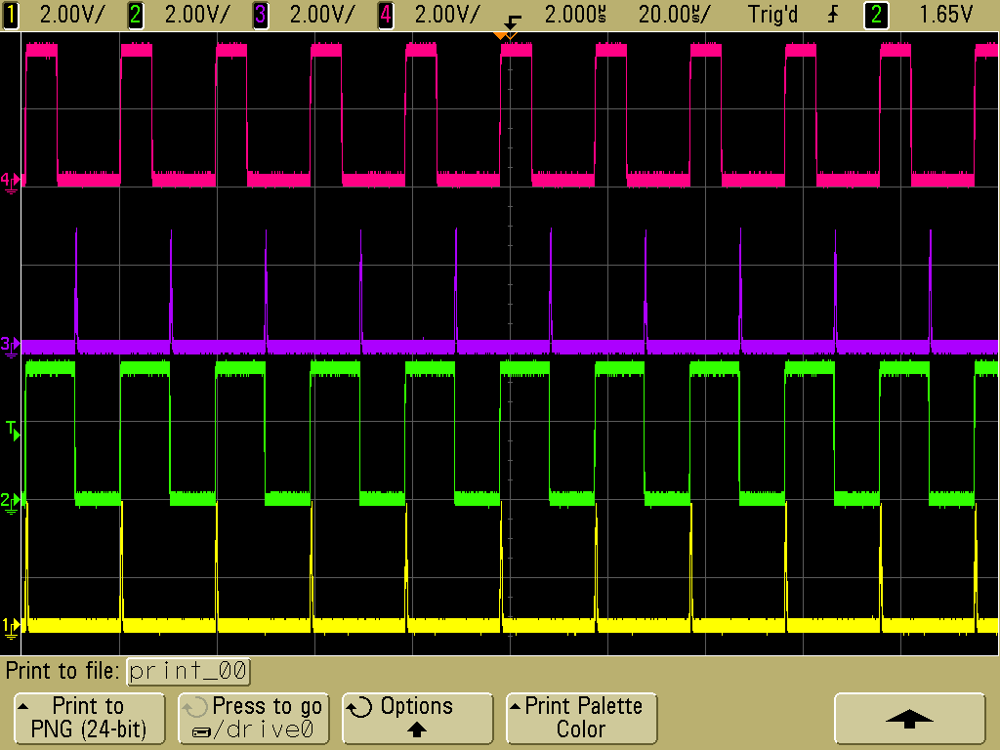 1 2.00V/ 2 2.00V/ 3 2.00V/ 4 2.00V/ 2.000µs 20.00µs/ Trig'd 2 1.65V
4
3
T
2
1
Print to file: print_00
Print to PNG (24-bit)
Press to go /drive0
Options
Print Palette Color